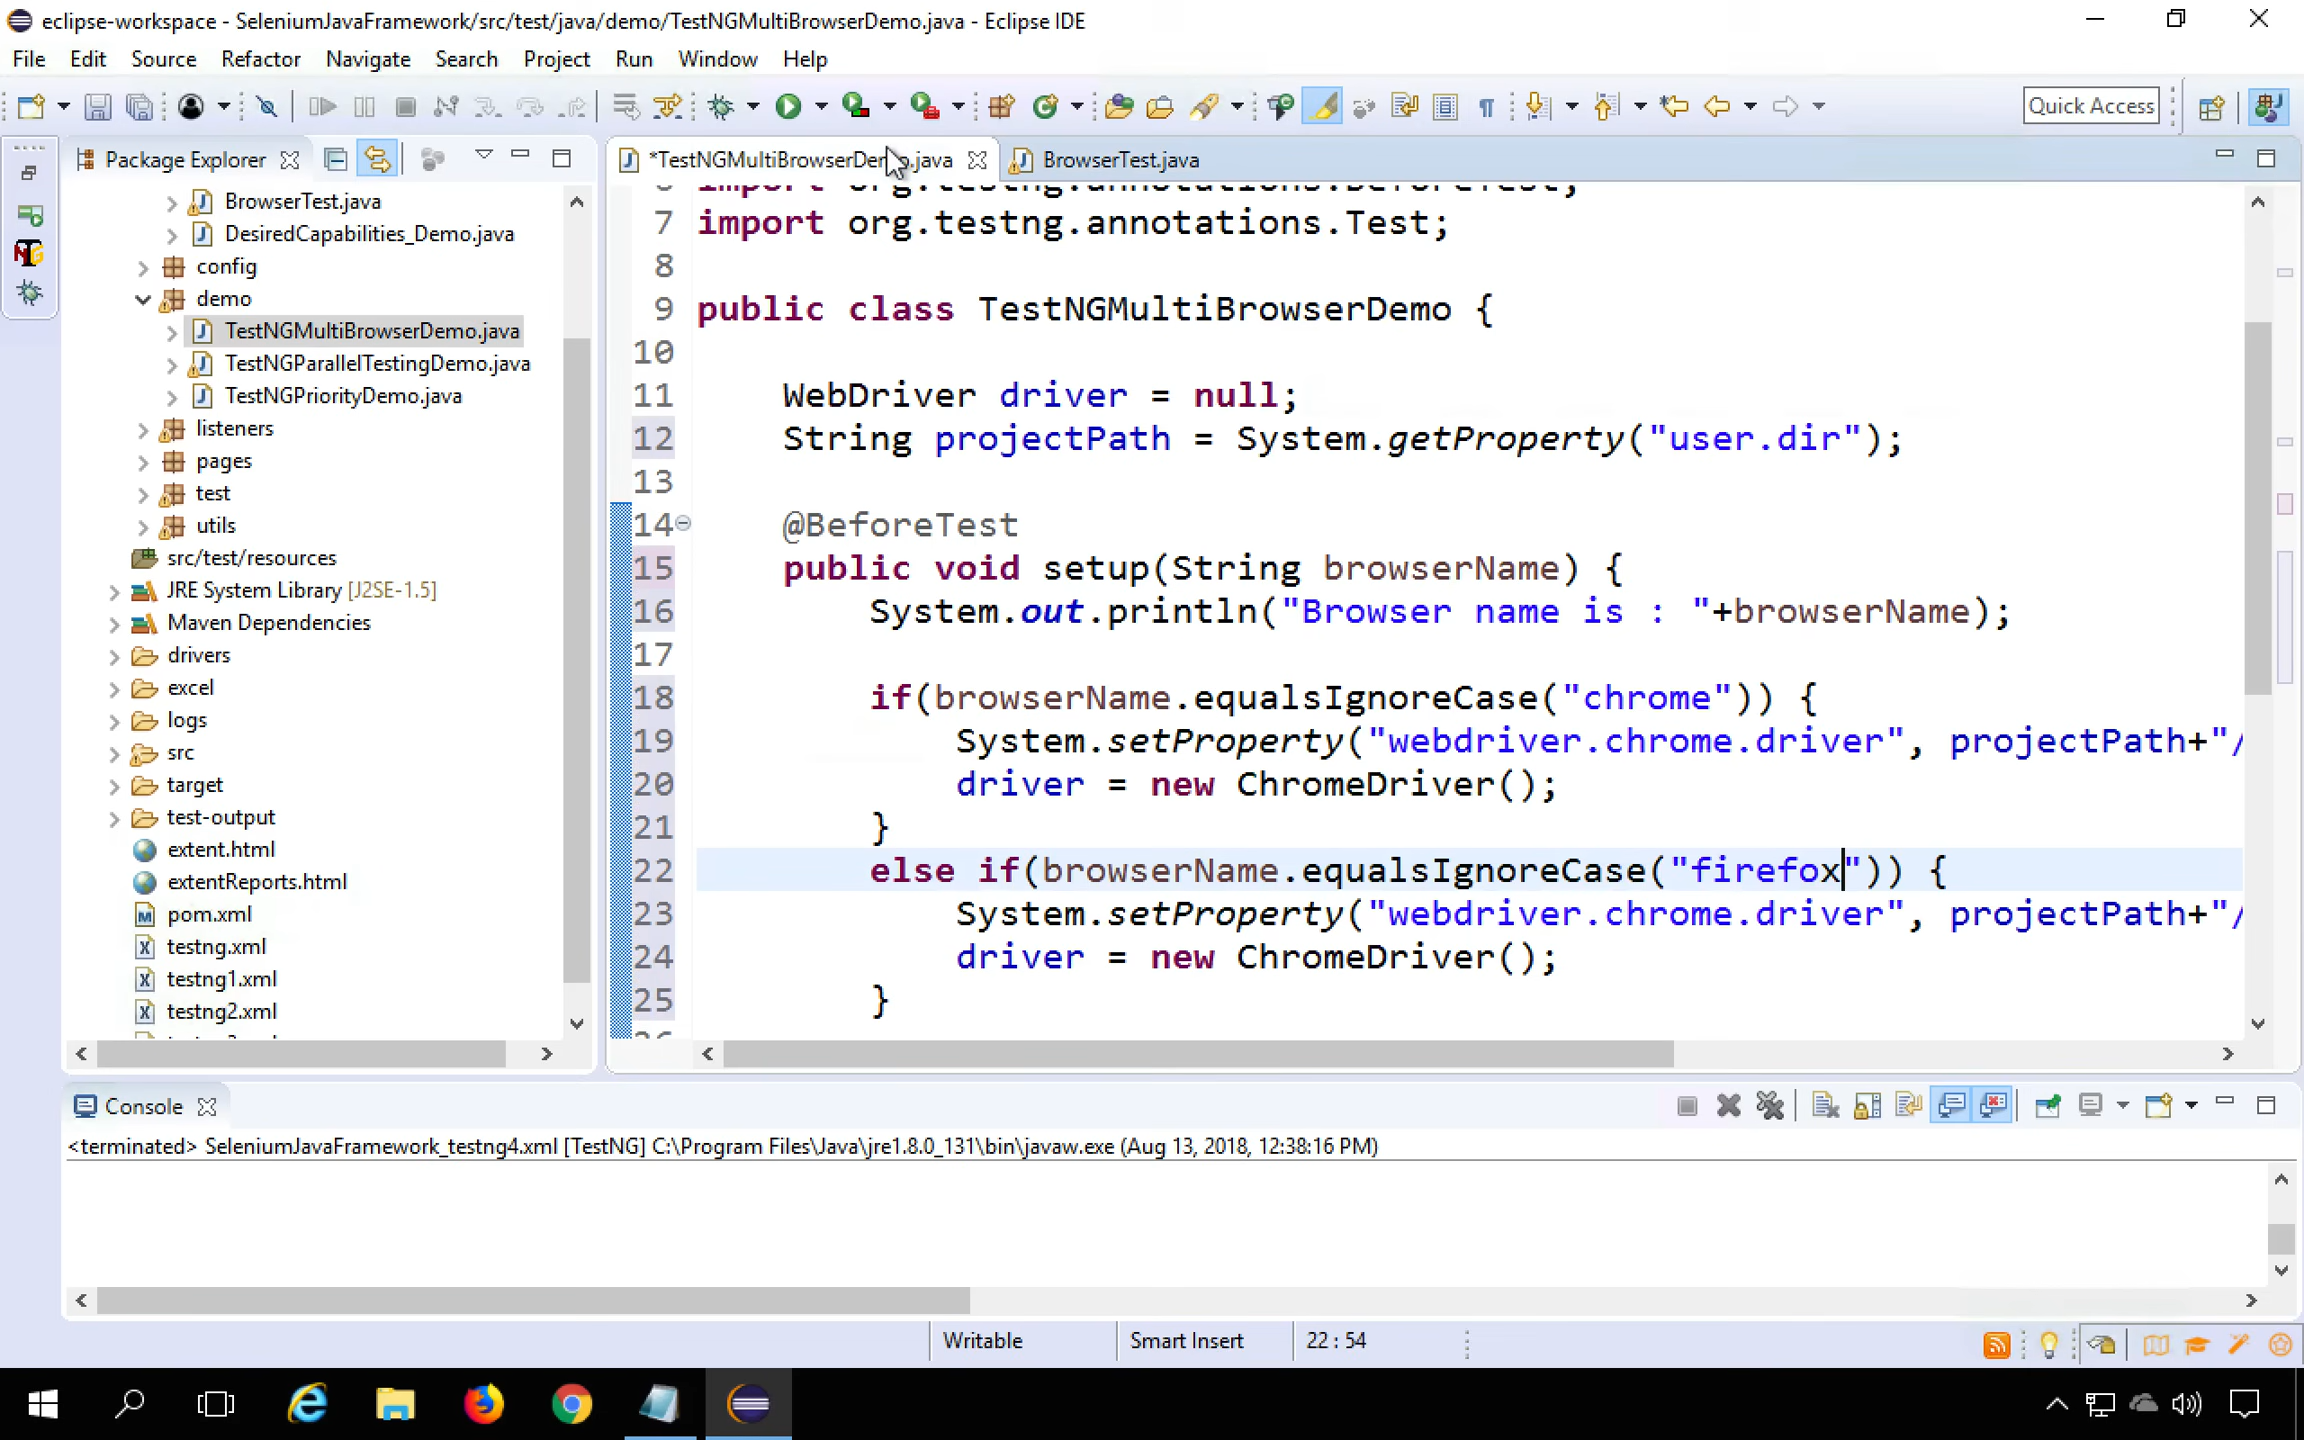 eclipse-workspace - SeleniumJavaFramework/src/test/java/demo/TestNGMultiBrowserDemo.java - Eclipse IDE
File Edit Source Refactor Navigate Search Project Run Window Help
Quick Access
Package Explorer
*TestNGMultiBrowserDemo.java
BrowserTest.java
BrowserTest.java
DesiredCapabilities_Demo.java
config
demo
TestNGMultiBrowserDemo.java
TestNGParallelTestingDemo.java
TestNGPriorityDemo.java
listeners
pages
test
utils
src/test/resources
JRE System Library [J2SE-1.5]
Maven Dependencies
drivers
excel
logs
src
target
test-output
extent.html
extentReports.html
pom.xml
testng.xml
testng1.xml
testng2.xml
import org.testng.annotations.BeforeTest;
7 import org.testng.annotations.Test;
8
9 public class TestNGMultiBrowserDemo {
10
11 WebDriver driver = null;
12 String projectPath = System.getProperty("user.dir");
13
14 @BeforeTest
15 public void setup(String browserName) {
16 System.out.println("Browser name is : "+browserName);
17
18 if(browserName.equalsIgnoreCase("chrome")) {
19 System.setProperty("webdriver.chrome.driver", projectPath+"/
20 driver = new ChromeDriver();
21 }
22 else if(browserName.equalsIgnoreCase("firefox")) {
23 System.setProperty("webdriver.chrome.driver", projectPath+"/
24 driver = new ChromeDriver();
25 }
Console
<terminated> SeleniumJavaFramework_testng4.xml [TestNG] C:\Program Files\Java\jre1.8.0_131\bin\javaw.exe (Aug 13, 2018, 12:38:16 PM)
Writable Smart Insert 22 : 54